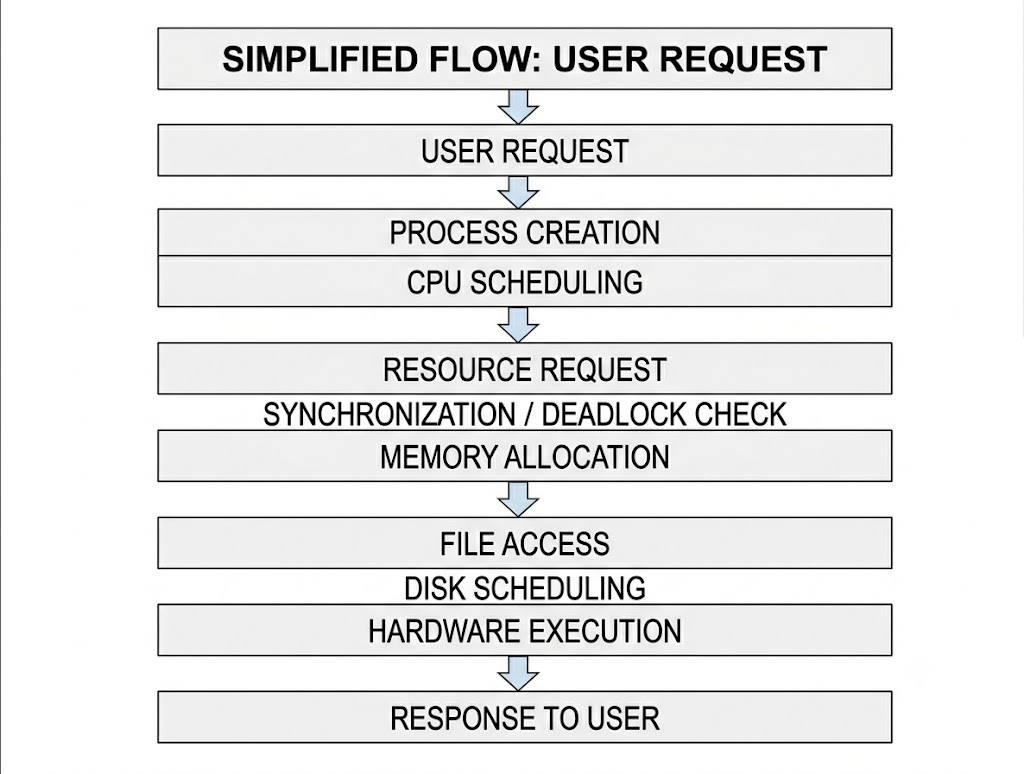 SIMPLIFIED FLOW: USER REQUEST
USER REQUEST
PROCESS CREATION
CPU SCHEDULING
RESOURCE REQUEST
SYNCHRONIZATION / DEADLOCK CHECK
MEMORY ALLOCATION
FILE ACCESS
DISK SCHEDULING
HARDWARE EXECUTION
RESPONSE TO USER